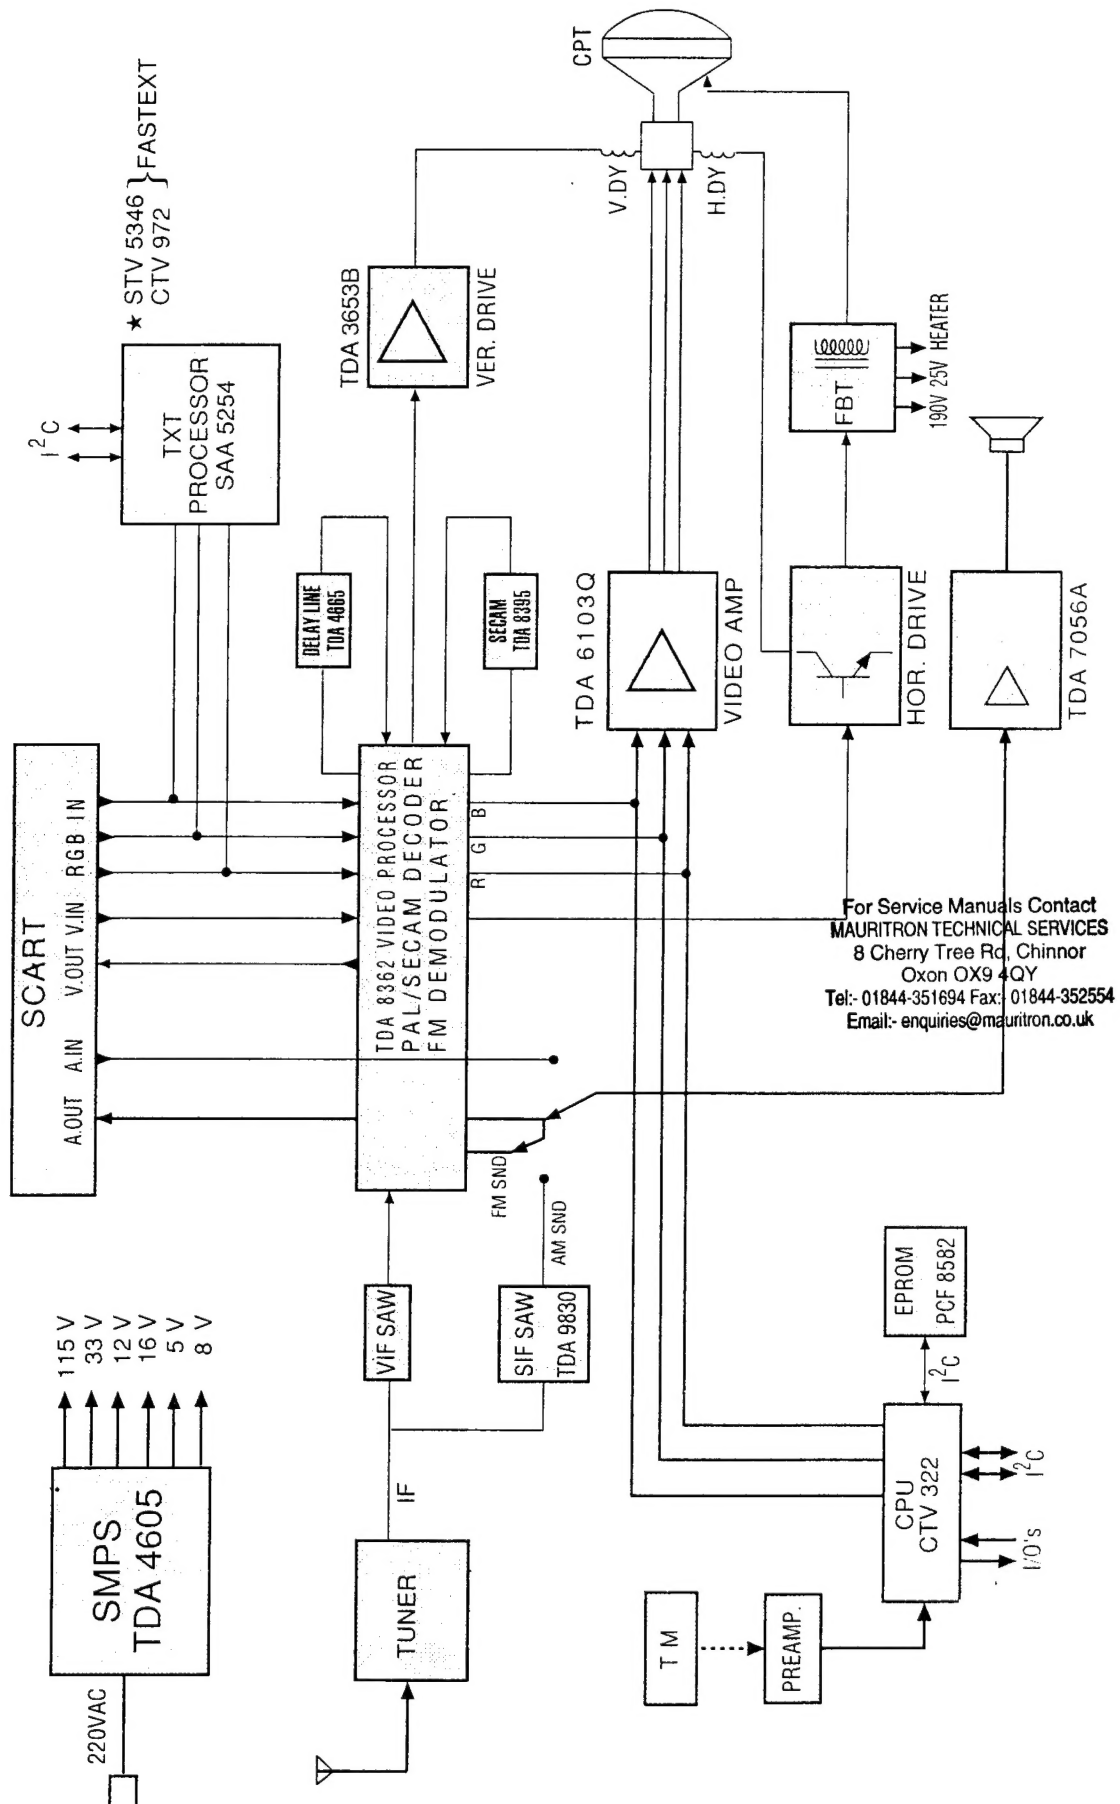 SCART
A.OUT A.IN V.OUT V.IN RGB IN
I²C
TXT
PROCESSOR
SAA 5254
★ STV 5346
CTV 972
} FASTEXT
SMPS
TDA 4605
220VAC
115 V
33 V
12 V
16 V
5 V
8 V
TUNER
IF
VIF SAW
SIF SAW
TDA 9830
FM SND
AM SND
TDA 8362 VIDEO PROCESSOR
PAL/SECAM DECODER
FM DEMODULATOR
R G B
DELAY LINE
TDA 4665
SECAM
TDA 8395
TDA 3653B
VER. DRIVE
CPT
V.DY
H.DY
TDA 6103Q
VIDEO AMP
HOR. DRIVE
FBT
190V 25V HEATER
TDA 7056A
T M
PREAMP.
CPU
CTV 322
I/O's
I²C
I²C
EPROM
PCF 8582
For Service Manuals Contact
MAURITRON TECHNICAL SERVICES
8 Cherry Tree Rd, Chinnor
Oxon OX9 4QY
Tel:- 01844-351694 Fax:- 01844-352554
Email:- enquiries@mauritron.co.uk